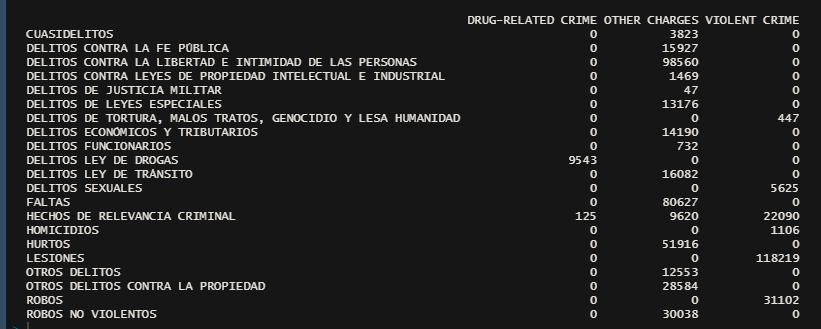 DRUG-RELATED CRIME OTHER CHARGES VIOLENT CRIME
CUASIDELITOS 0 3823 0
DELITOS CONTRA LA FE PÚBLICA 0 15927 0
DELITOS CONTRA LA LIBERTAD E INTIMIDAD DE LAS PERSONAS 0 98560 0
DELITOS CONTRA LEYES DE PROPIEDAD INTELECTUAL E INDUSTRIAL 0 1469 0
DELITOS DE JUSTICIA MILITAR 0 47 0
DELITOS DE LEYES ESPECIALES 0 13176 0
DELITOS DE TORTURA, MALOS TRATOS, GENOCIDIO Y LESA HUMANIDAD 0 0 447
DELITOS ECONÓMICOS Y TRIBUTARIOS 0 14190 0
DELITOS FUNCIONARIOS 0 732 0
DELITOS LEY DE DROGAS 9543 0 0
DELITOS LEY DE TRÁNSITO 0 16082 0
DELITOS SEXUALES 0 0 5625
FALTAS 0 80627 0
HECHOS DE RELEVANCIA CRIMINAL 125 9620 22090
HOMICIDIOS 0 0 1106
HURTOS 0 51916 0
LESIONES 0 0 118219
OTROS DELITOS 0 12553 0
OTROS DELITOS CONTRA LA PROPIEDAD 0 28584 0
ROBOS 0 0 31102
ROBOS NO VIOLENTOS 0 30038 0